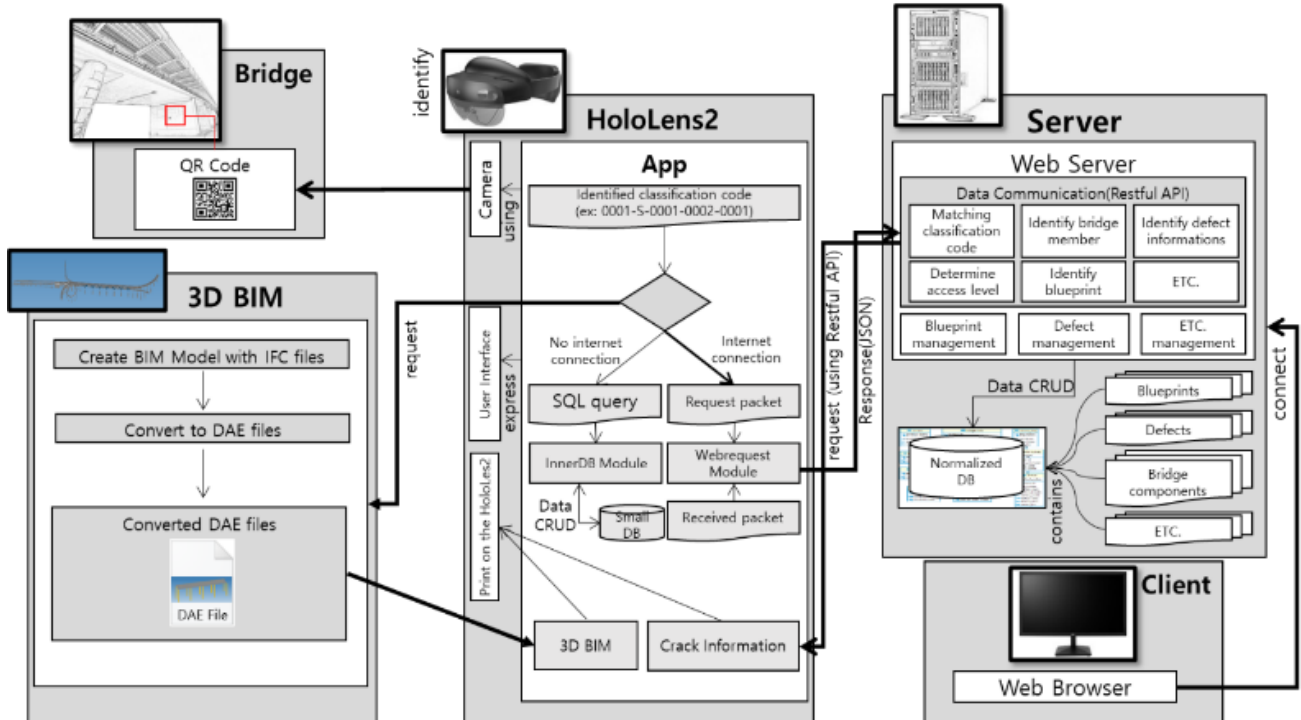 Bridge
QR Code
identify
HoloLens2
App
Camera
using
Identified classification code
(ex: 0001-S-0001-0002-0001)
No internet
connection
Internet
connection
User Interface
express
SQL query
Request packet
InnerDB Module
Webrequest
Module
Data
CRUD
Small
DB
Received packet
Print on the HoloLes2
3D BIM
Crack Information
3D BIM
Create BIM Model with IFC files
Convert to DAE files
Converted DAE files
DAE File
request
request (using Restful API)
Response(JSON)
Server
Web Server
Data Communication(Restful API)
Matching
classification
code
Identify bridge
member
Identify defect
informations
Determine
access level
Identify
blueprint
ETC.
Blueprint
management
Defect
management
ETC.
management
Data CRUD
Normalized
DB
contains
Blueprints
Defects
Bridge
components
ETC.
connect
Client
Web Browser